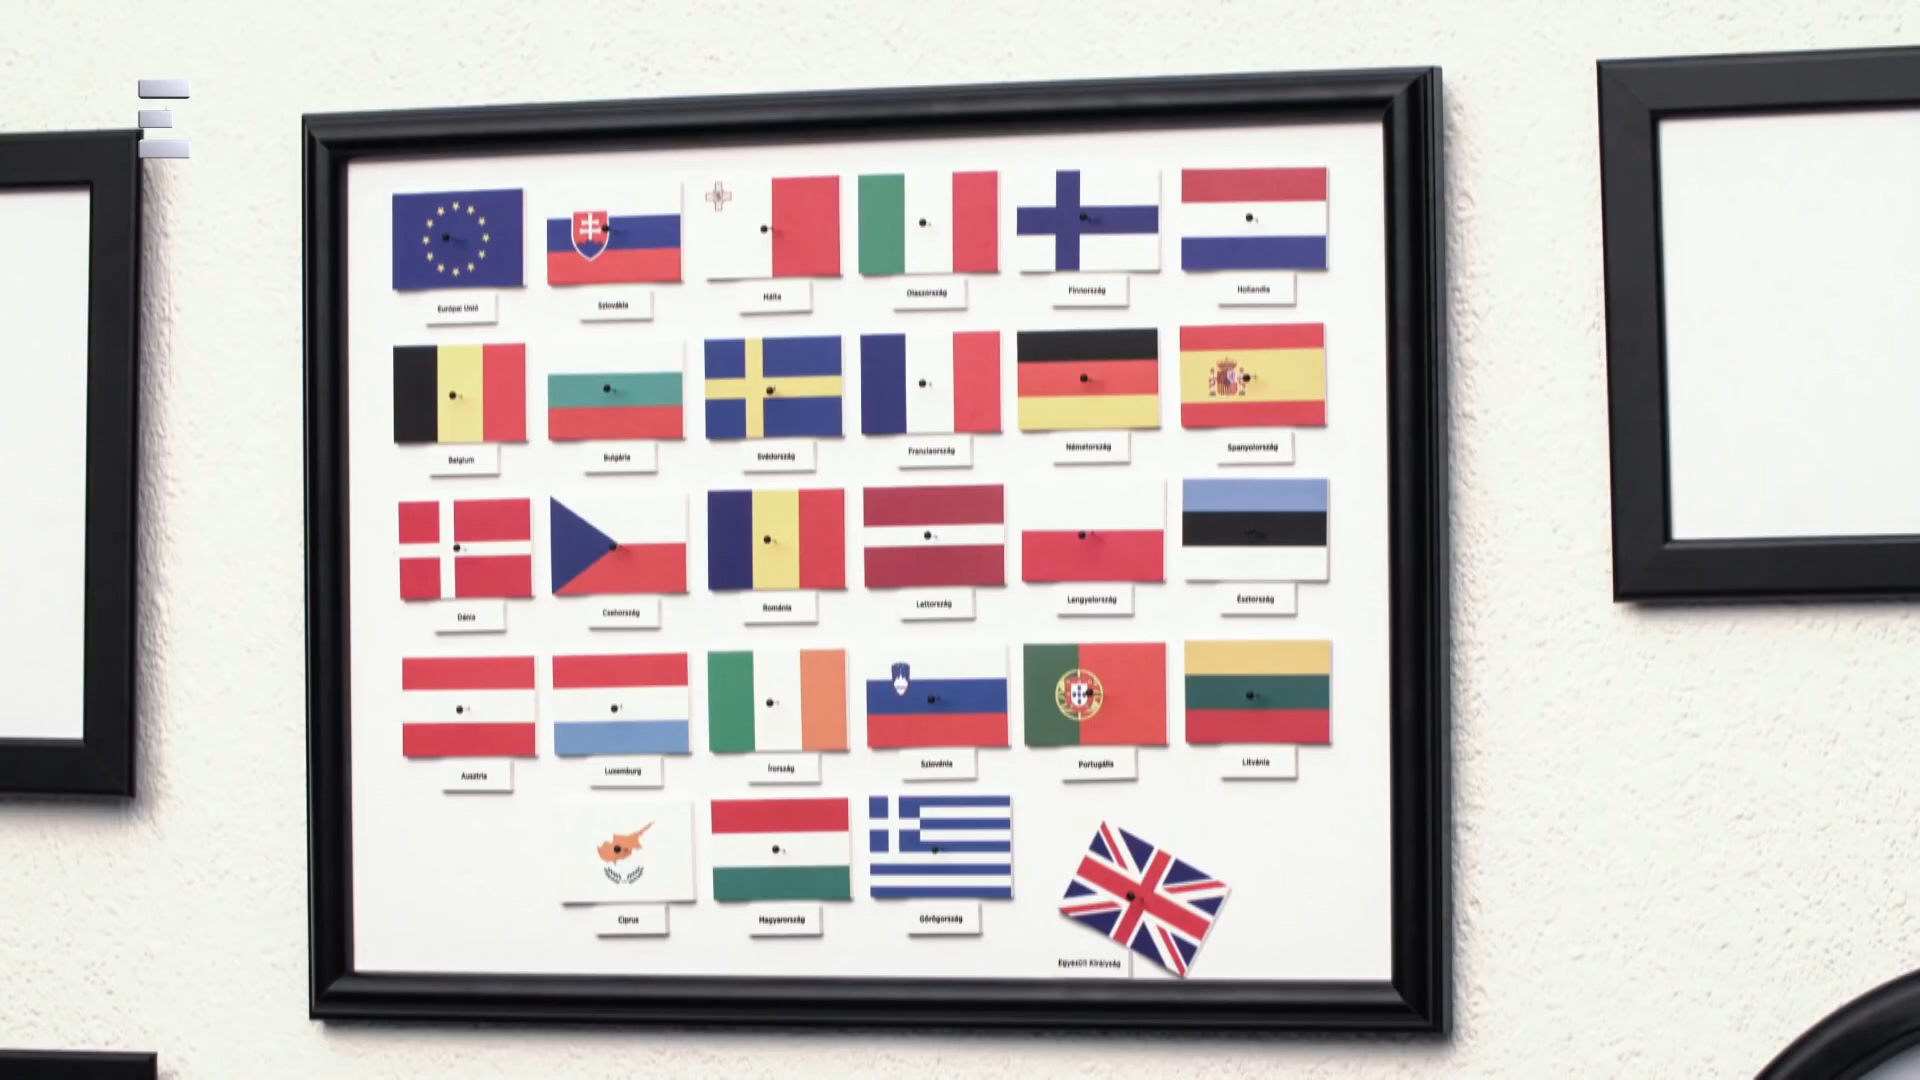 Európai Unió
Szlovákia
Málta
Olaszország
Finnország
Hollandia
Belgium
Bulgária
Svédország
Franciaország
Németország
Spanyolország
Dánia
Csehország
Románia
Lettország
Lengyelország
Észtország
Ausztria
Luxemburg
Írország
Szlovénia
Portugália
Litvánia
Ciprus
Magyarország
Görögország
Egyesült Királyság